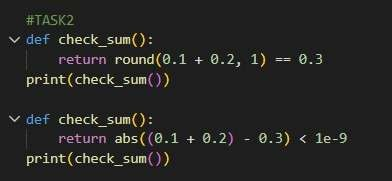 #TASK2
def check_sum():
    return round(0.1 + 0.2, 1) == 0.3
print(check_sum())

def check_sum():
    return abs((0.1 + 0.2) - 0.3) < 1e-9
print(check_sum())